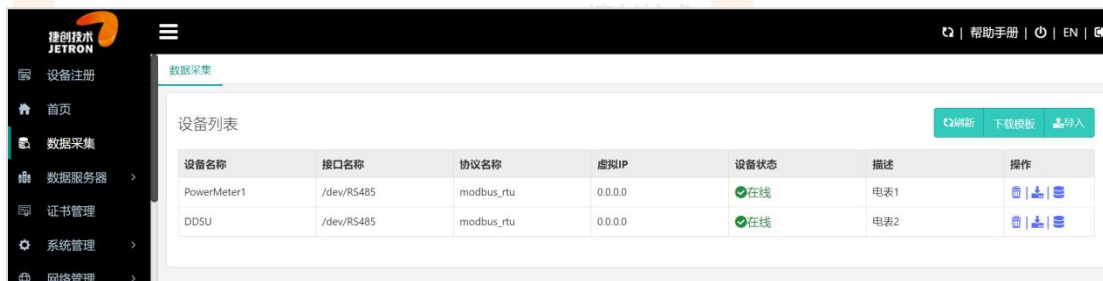 捷创技术
JETRON
| 帮助手册 | | EN |
设备注册
首页
数据采集
数据服务器 >
证书管理
系统管理 >
网络管理 >
数据采集
设备列表
刷新 下载模板 导入
设备名称 接口名称 协议名称 虚拟IP 设备状态 描述 操作
PowerMeter1 /dev/RS485 modbus_rtu 0.0.0.0 在线 电表1 | |
DDSU /dev/RS485 modbus_rtu 0.0.0.0 在线 电表2 | |